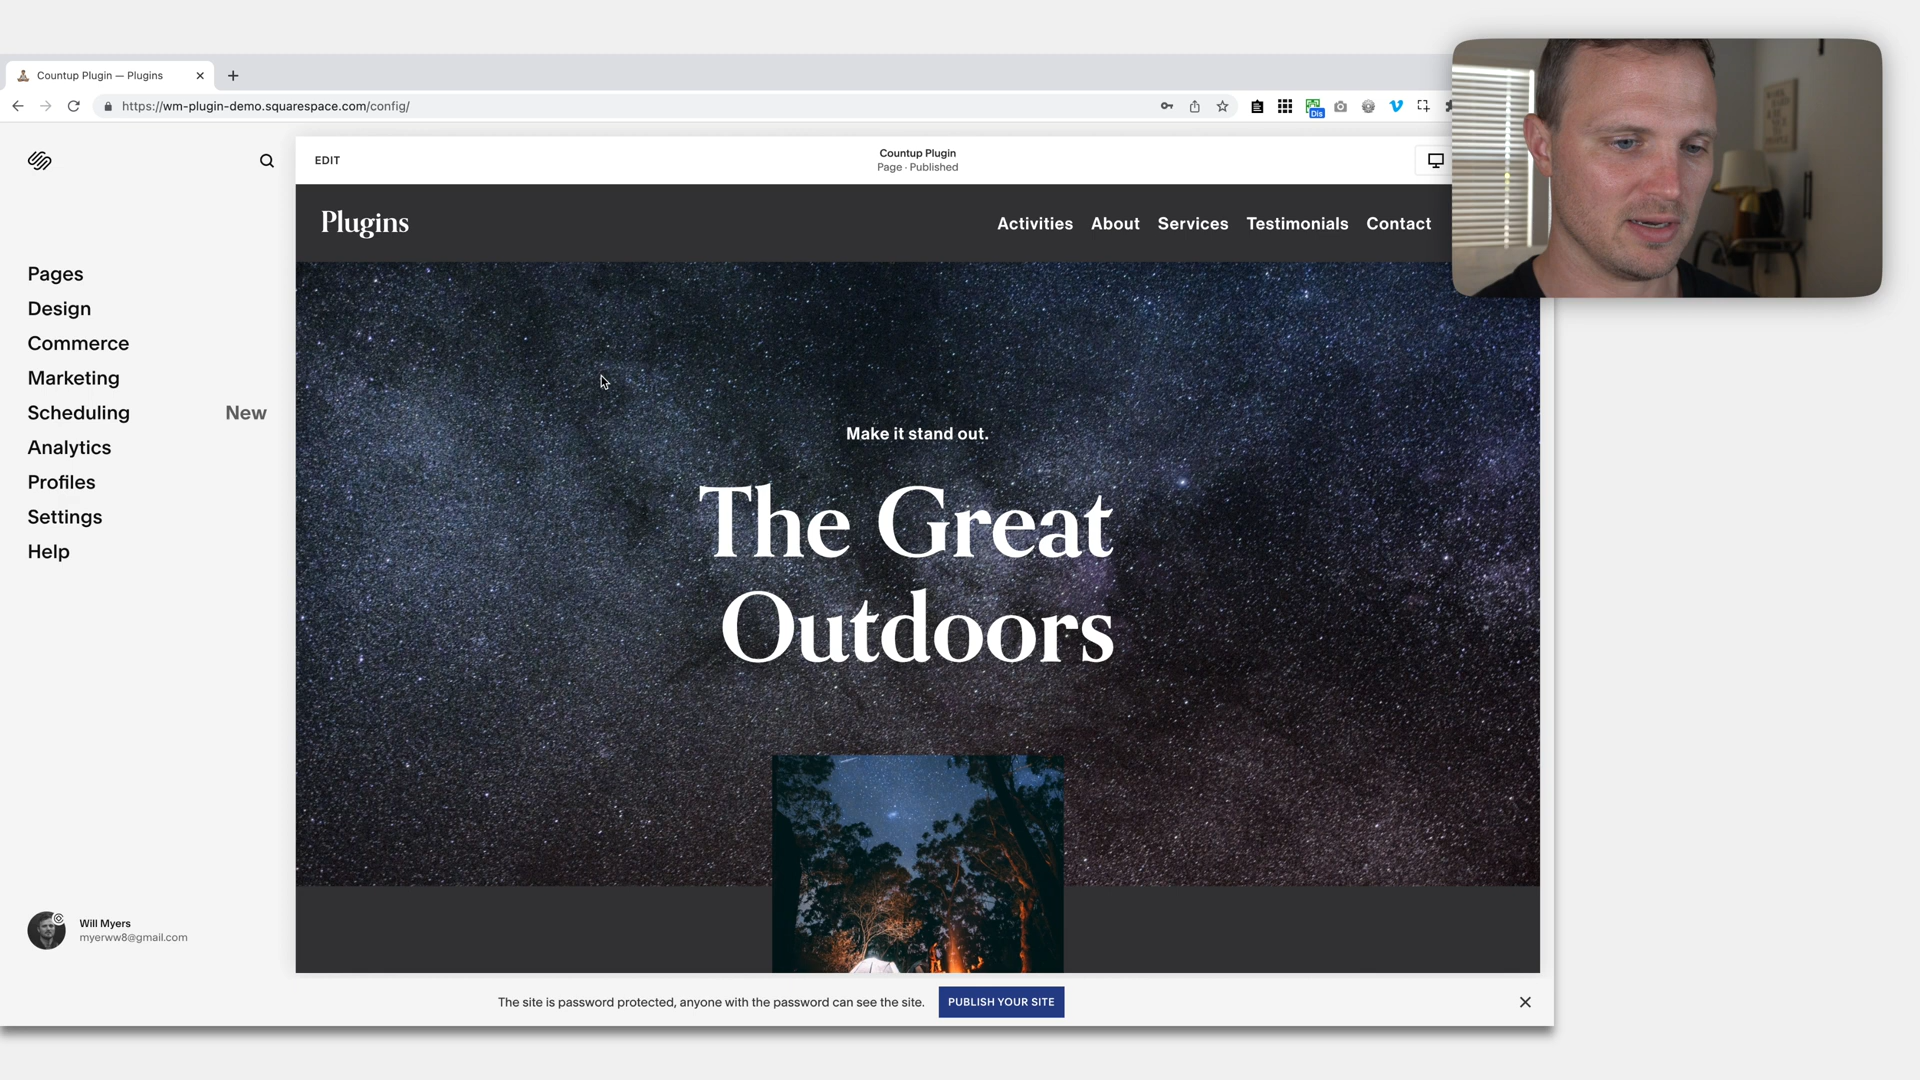 Countup Plugin — Plugins
https://wm-plugin-demo.squarespace.com/config/
Dis
EDIT
Countup Plugin
Page · Published
Plugins
Activities About Services Testimonials Contact
Pages
Design
Commerce
Marketing
Scheduling New
Analytics
Profiles
Settings
Help
Make it stand out.
The Great
Outdoors
Will Myers
myerww8@gmail.com
The site is password protected, anyone with the password can see the site.
PUBLISH YOUR SITE